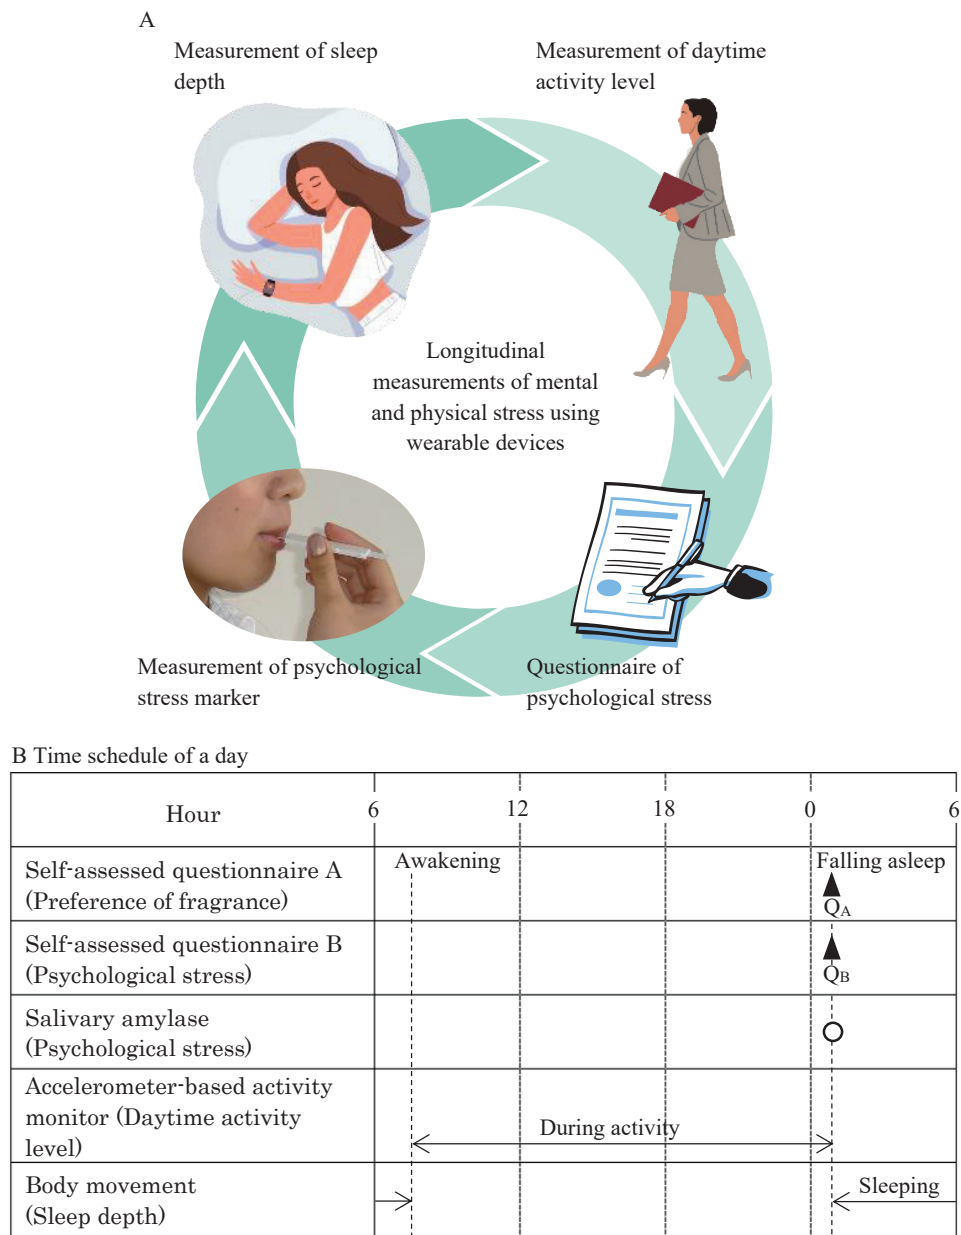 A
Measurement of sleep
depth
Measurement of daytime
activity level
Longitudinal
measurements of mental
and physical stress using
wearable devices
Measurement of psychological
stress marker
Questionnaire of
psychological stress
B Time schedule of a day
Hour 6 12 18 0 6
Self-assessed questionnaire A
(Preference of fragrance)
Awakening
Falling asleep
QA
Self-assessed questionnaire B
(Psychological stress)
QB
Salivary amylase
(Psychological stress)
Accelerometer-based activity
monitor (Daytime activity
level)
During activity
Body movement
(Sleep depth)
Sleeping